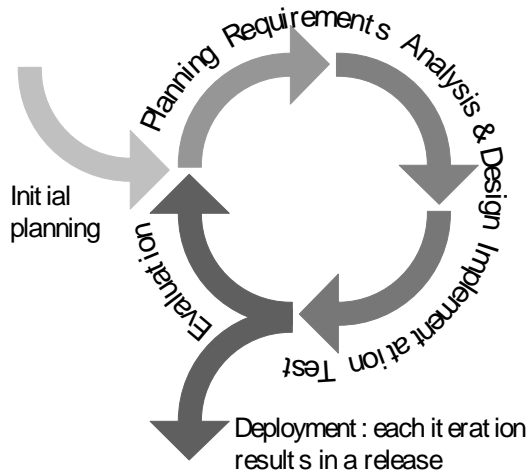 Planning Requirements Analysis & Design Implementation Test Evaluation
Initial
planning
Deployment: each iteration
results in a release